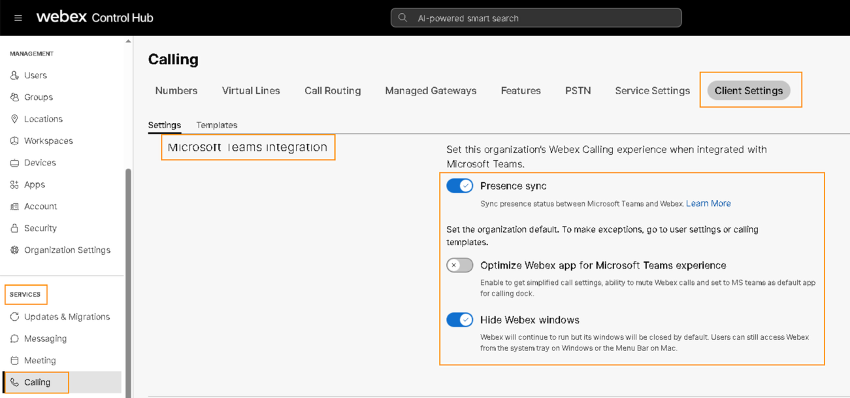 webex Control Hub
AI-powered smart search
MANAGEMENT
Users
Groups
Locations
Workspaces
Devices
Apps
Account
Security
Organization Settings
SERVICES
Updates & Migrations
Messaging
Meeting
Calling
Calling
Numbers Virtual Lines Call Routing Managed Gateways Features PSTN Service Settings Client Settings
Settings Templates
Microsoft Teams Integration
Set this organization's Webex Calling experience when integrated with
Microsoft Teams.
Presence sync
Sync presence status between Microsoft Teams and Webex. Learn More
Set the organization default. To make exceptions, go to user settings or calling
templates.
Optimize Webex app for Microsoft Teams experience
Enable to get simplified call settings, ability to mute Webex calls and set to MS teams as default app
for calling dock.
Hide Webex windows
Webex will continue to run but its windows will be closed by default. Users can still access Webex
from the system tray on Windows or the Menu Bar on Mac.